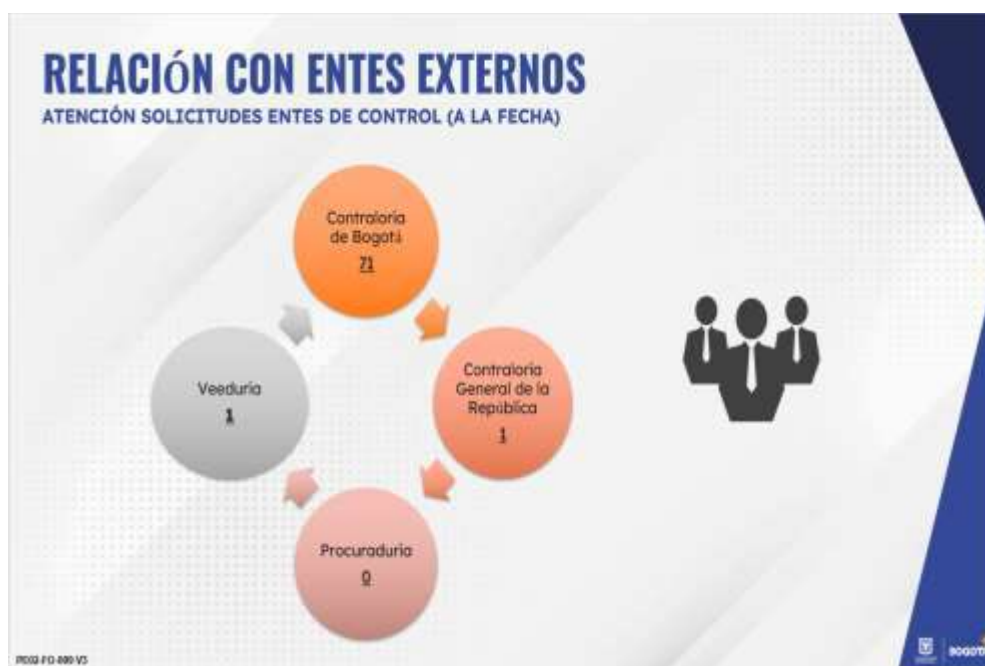 RELACIÓN CON ENTES EXTERNOS
ATENCIÓN SOLICITUDES ENTES DE CONTROL (A LA FECHA)
Contraloría
de Bogotá
71
Contraloría
General de la
República
1
Procuraduría
0
Veeduría
1
BOGOTÁ